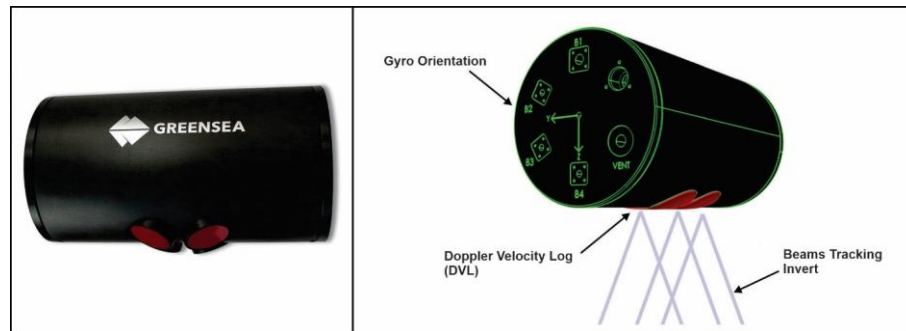 GREENSEA
Gyro Orientation
B1
B2
Y
B3
VENT
B4
Doppler Velocity Log
(DVL)
Beams Tracking
Invert